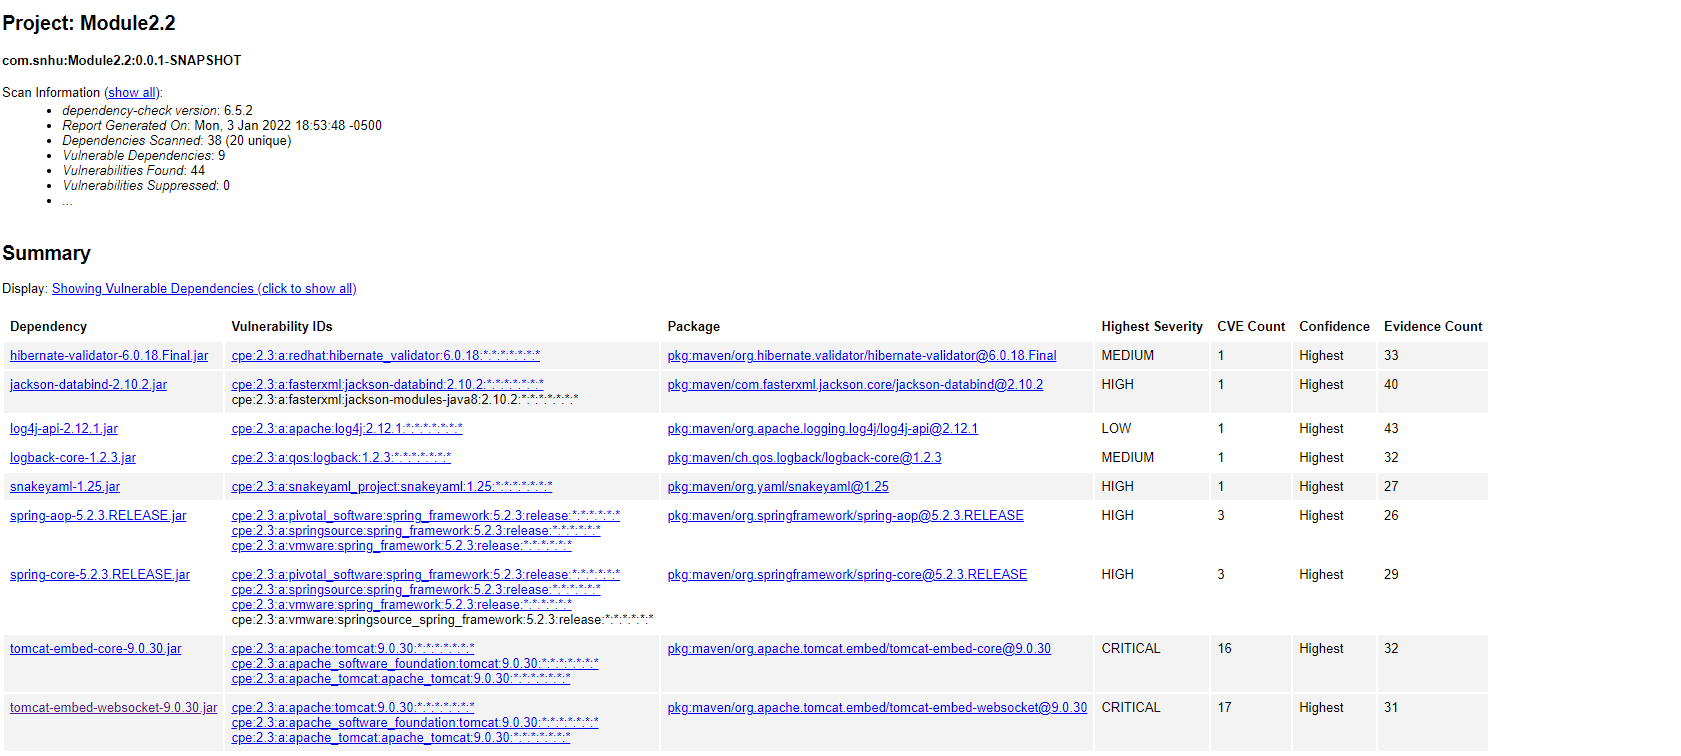 Project: Module2.2
com.snhu:Module2.2:0.0.1-SNAPSHOT
Scan Information (show all):
• dependency-check version: 6.5.2
• Report Generated On: Mon, 3 Jan 2022 18:53:48 -0500
• Dependencies Scanned: 38 (20 unique)
• Vulnerable Dependencies: 9
• Vulnerabilities Found: 44
• Vulnerabilities Suppressed: 0
• ...
Summary
Display: Showing Vulnerable Dependencies (click to show all)
Dependency Vulnerability IDs Package Highest Severity CVE Count Confidence Evidence Count
hibernate-validator-6.0.18.Final.jar cpe:2.3:a:redhat:hibernate_validator:6.0.18:*:*:*:*:*:*:* pkg:maven/org.hibernate.validator/hibernate-validator@6.0.18.Final MEDIUM 1 Highest 33
jackson-databind-2.10.2.jar cpe:2.3:a:fasterxml:jackson-databind:2.10.2:*:*:*:*:*:*:* pkg:maven/com.fasterxml.jackson.core/jackson-databind@2.10.2 HIGH 1 Highest 40
cpe:2.3:a:fasterxml:jackson-modules-java8:2.10.2:*:*:*:*:*:*:*
log4j-api-2.12.1.jar cpe:2.3:a:apache:log4j:2.12.1:*:*:*:*:*:*:* pkg:maven/org.apache.logging.log4j/log4j-api@2.12.1 LOW 1 Highest 43
logback-core-1.2.3.jar cpe:2.3:a:qos:logback:1.2.3:*:*:*:*:*:*:* pkg:maven/ch.qos.logback/logback-core@1.2.3 MEDIUM 1 Highest 32
snakeyaml-1.25.jar cpe:2.3:a:snakeyaml_project:snakeyaml:1.25:*:*:*:*:*:*:* pkg:maven/org.yaml/snakeyaml@1.25 HIGH 1 Highest 27
spring-aop-5.2.3.RELEASE.jar cpe:2.3:a:pivotal_software:spring_framework:5.2.3:release:*:*:*:*:*:* pkg:maven/org.springframework/spring-aop@5.2.3.RELEASE HIGH 3 Highest 26
cpe:2.3:a:springsource:spring_framework:5.2.3:release:*:*:*:*:*:*
cpe:2.3:a:vmware:spring_framework:5.2.3:release:*:*:*:*:*:*
spring-core-5.2.3.RELEASE.jar cpe:2.3:a:pivotal_software:spring_framework:5.2.3:release:*:*:*:*:*:* pkg:maven/org.springframework/spring-core@5.2.3.RELEASE HIGH 3 Highest 29
cpe:2.3:a:springsource:spring_framework:5.2.3:release:*:*:*:*:*:*
cpe:2.3:a:vmware:spring_framework:5.2.3:release:*:*:*:*:*:*
cpe:2.3:a:vmware:springsource_spring_framework:5.2.3:release:*:*:*:*:*:*
tomcat-embed-core-9.0.30.jar cpe:2.3:a:apache:tomcat:9.0.30:*:*:*:*:*:*:* pkg:maven/org.apache.tomcat.embed/tomcat-embed-core@9.0.30 CRITICAL 16 Highest 32
cpe:2.3:a:apache_software_foundation:tomcat:9.0.30:*:*:*:*:*:*:*
cpe:2.3:a:apache_tomcat:apache_tomcat:9.0.30:*:*:*:*:*:*:*
tomcat-embed-websocket-9.0.30.jar cpe:2.3:a:apache:tomcat:9.0.30:*:*:*:*:*:*:* pkg:maven/org.apache.tomcat.embed/tomcat-embed-websocket@9.0.30 CRITICAL 17 Highest 31
cpe:2.3:a:apache_software_foundation:tomcat:9.0.30:*:*:*:*:*:*:*
cpe:2.3:a:apache_tomcat:apache_tomcat:9.0.30:*:*:*:*:*:*:*